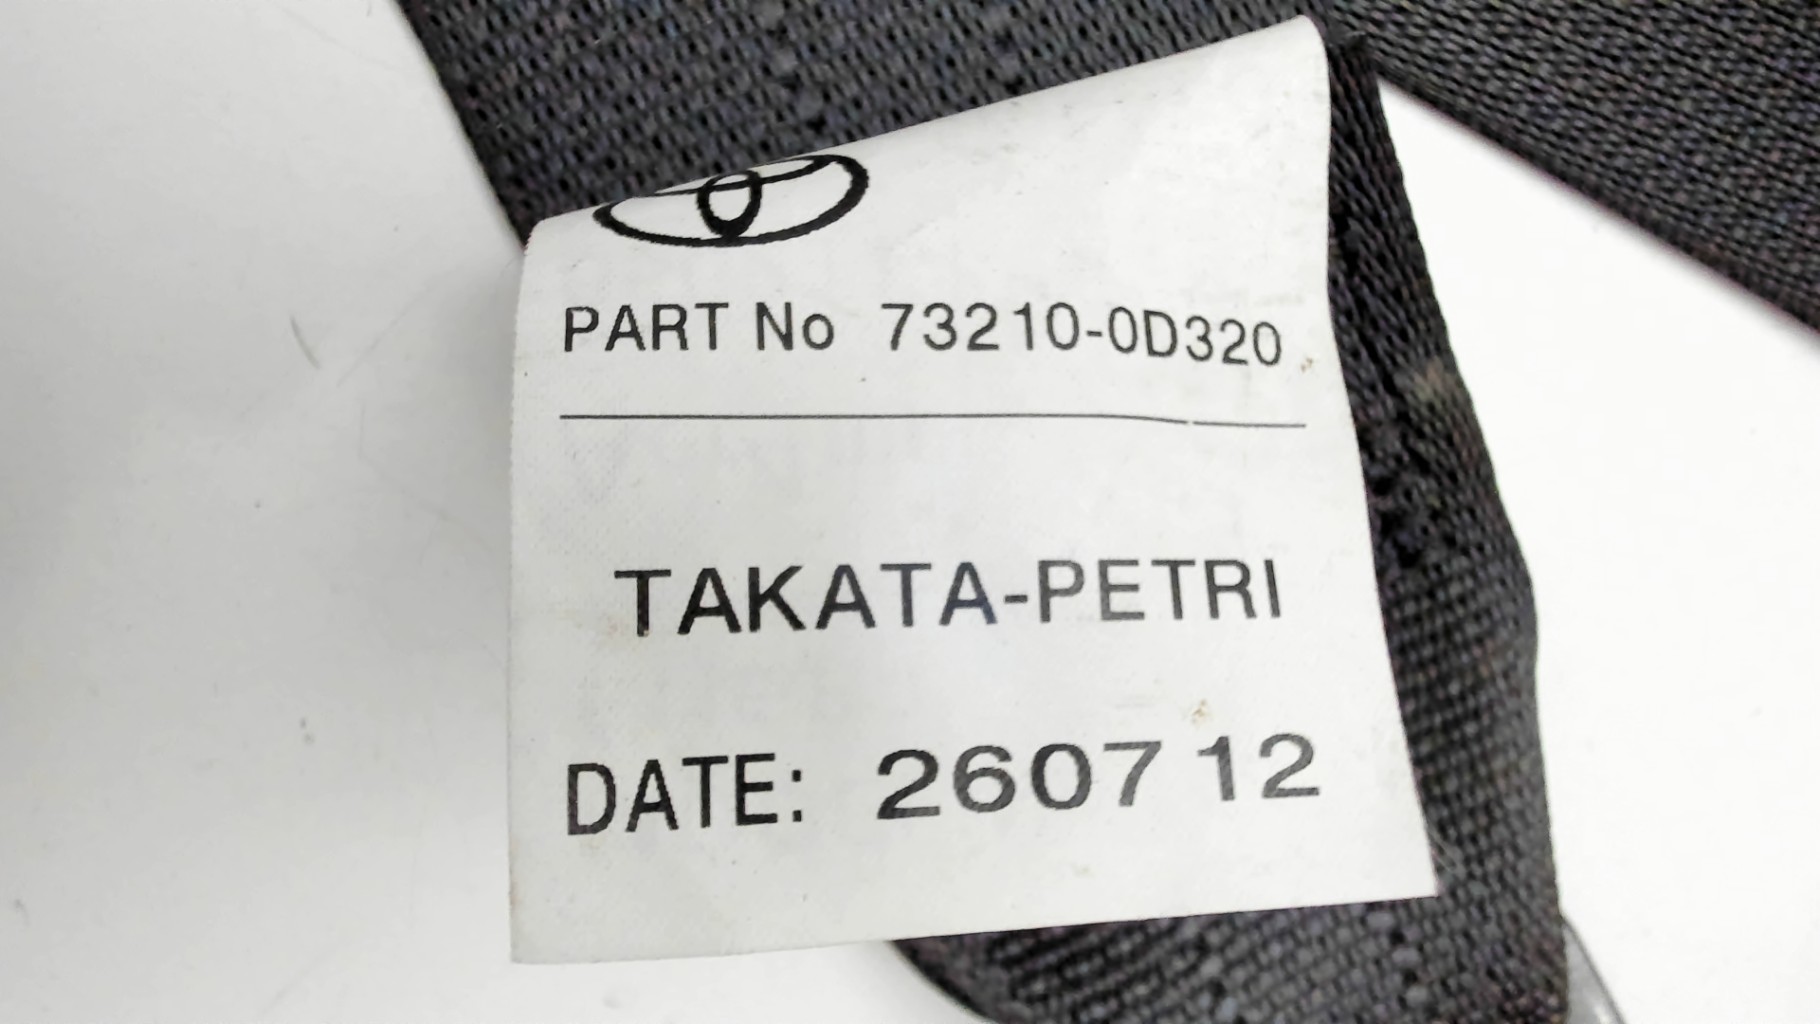 PART No 73210-0D320
TAKATA-PETRI
DATE: 260712